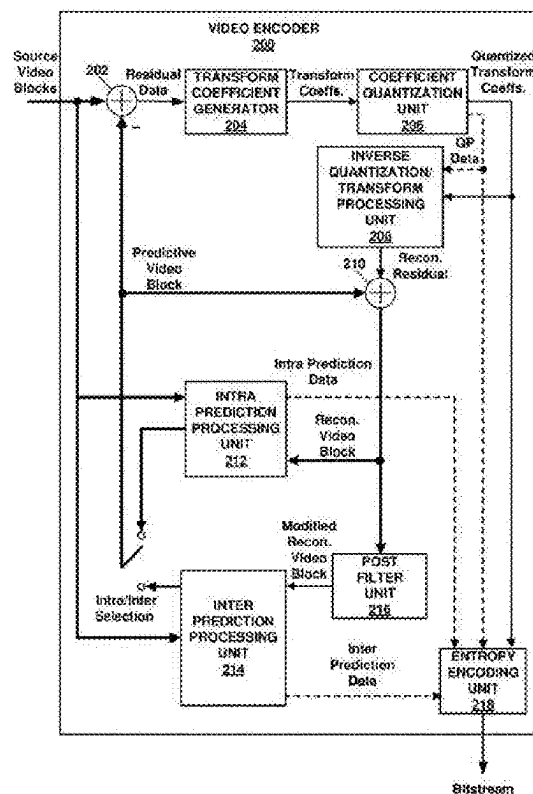 VIDEO ENCODER
200
Source
Video
Blocks
202
Residual
Data
TRANSFORM
COEFFICIENT
GENERATOR
204
Transform
Coeffs.
COEFFICIENT
QUANTIZATION
UNIT
206
Quantized
Transform
Coeffs.
QP
Data
INVERSE
QUANTIZATION/
TRANSFORM
PROCESSING
UNIT
Predictive
Video
Block
210
Recon.
Residual
Intra Prediction
Data
INTRA
PREDICTION
PROCESSING
UNIT
212
Recon.
Video
Block
Modified
Recon.
Video
Block
POST
FILTER
UNIT
216
Intra/Inter
Selection
INTER
PREDICTION
PROCESSING
UNIT
214
Inter
Prediction
Data
ENTROPY
ENCODING
UNIT
218
Bitstream